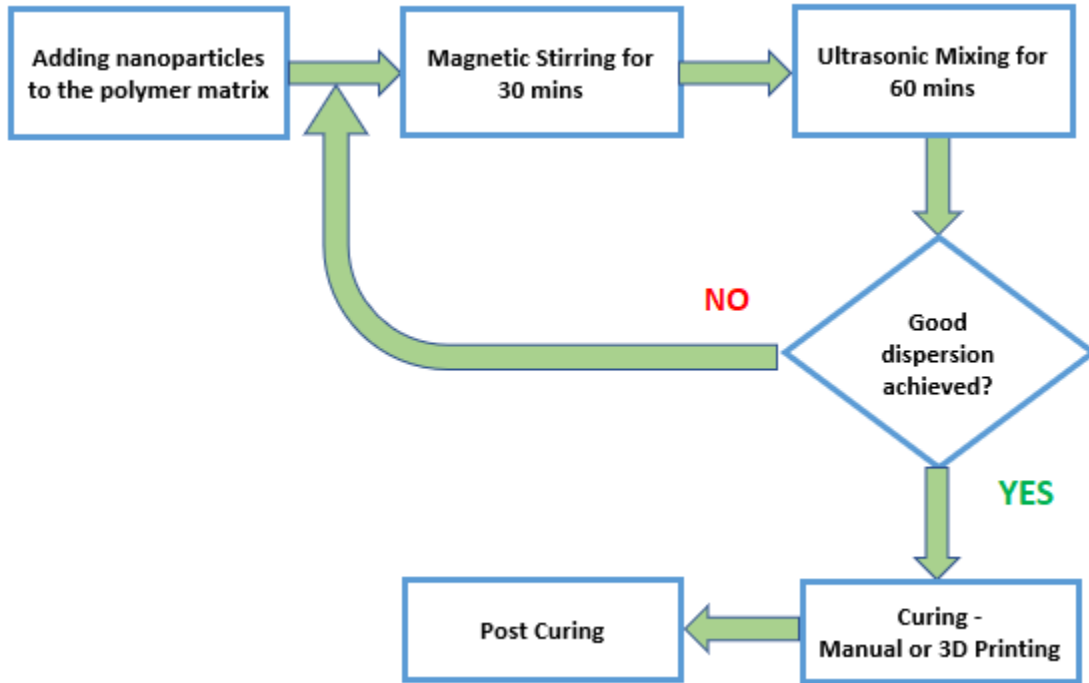 Adding nanoparticles
to the polymer matrix
Magnetic Stirring for
30 mins
Ultrasonic Mixing for
60 mins
NO
Good
dispersion
achieved?
YES
Curing -
Manual or 3D Printing
Post Curing